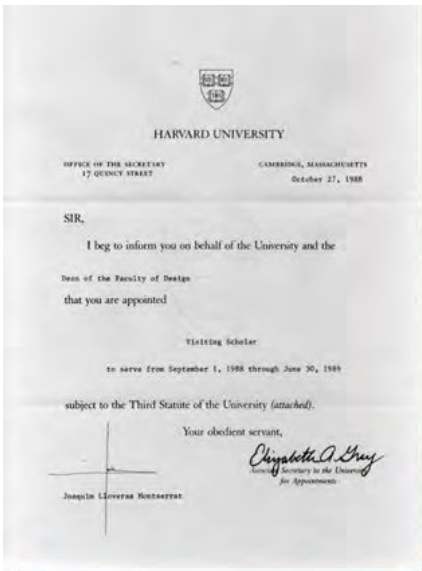 HARVARD UNIVERSITY
OFFICE OF THE SECRETARY
17 QUINCY STREET
CAMBRIDGE, MASSACHUSETTS
October 27, 1988
SIR,
I beg to inform you on behalf of the University and the
Dean of the Faculty of Design
that you are appointed
Visiting Scholar
to serve from September 1, 1988 through June 30, 1989
subject to the Third Statute of the University (attached).
Your obedient servant,
Elizabeth A. Grey
Associate Secretary to the University
for Appointments
Joaquim Lloveras Montserrat